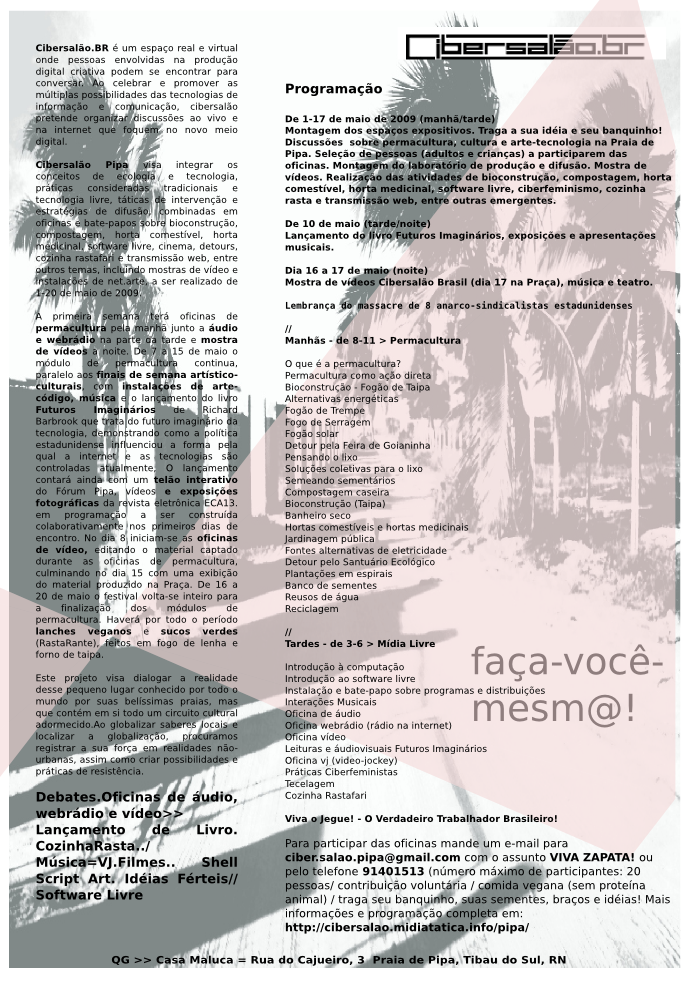 Cibersalão.br
Cibersalão.BR é um espaço real e virtual
onde pessoas envolvidas na produção
digital criativa podem se encontrar para
conversar. Ao celebrar e promover as
múltiplas possibilidades das tecnologias de
informação e comunicação, cibersalão
pretende organizar discussões ao vivo e
na internet que foquem no novo meio
digital.
Cibersalão Pipa visa integrar os
conceitos de ecologia e tecnologia,
práticas consideradas tradicionais e
tecnologia livre, táticas de intervenção e
estratégias de difusão, combinadas em
oficinas e bate-papos sobre bioconstrução,
compostagem, horta comestível, horta
medicinal, software livre, cinema, detours,
cozinha rastafari e transmissão web, entre
outros temas, incluindo mostras de vídeo e
instalações de net.arte, a ser realizado de
1-20 de maio de 2009.
A primeira semana terá oficinas de
permacultura pela manhã junto a áudio
e webrádio na parte da tarde e mostra
de vídeos a noite. De 7 a 15 de maio o
módulo de permacultura continua,
paralelo aos finais de semana artístico-
culturais, com instalações de arte-
código, música e o lançamento do livro
Futuros Imaginários de Richard
Barbrook que trata do futuro imaginário da
tecnologia, demonstrando como a política
estadunidense influenciou a forma pela
qual a internet e as tecnologias são
controladas atualmente. O lançamento
contará ainda com um telão interativo
do Fórum Pipa, vídeos e exposições
fotográficas da revista eletrônica ECA13.
em programação a ser construída
colaborativamente nos primeiros dias de
encontro. No dia 8 iniciam-se as oficinas
de vídeo, editando o material captado
durante as oficinas de permacultura,
culminando no dia 15 com uma exibição
do material produzido na Praça. De 16 a
20 de maio o festival volta-se inteiro para
a finalização dos módulos de
permacultura. Haverá por todo o período
lanches veganos e sucos verdes
(RastaRante), feitos em fogo de lenha e
forno de taipa.
Este projeto visa dialogar a realidade
desse pequeno lugar conhecido por todo o
mundo por suas belíssimas praias, mas
que contém em si todo um circuito cultural
adormercido.Ao globalizar saberes locais e
localizar a globalização, procuramos
registrar a sua força em realidades não-
urbanas, assim como criar possibilidades e
práticas de resistência.
Debates.Oficinas de áudio,
webrádio e vídeo>>
Lançamento de Livro.
CozinhaRasta../
Música=VJ.Filmes.. Shell
Script Art. Idéias Férteis//
Software Livre
Programação
De 1-17 de maio de 2009 (manhã/tarde)
Montagem dos espaços expositivos. Traga a sua idéia e seu banquinho!
Discussões sobre permacultura, cultura e arte-tecnologia na Praia de
Pipa. Seleção de pessoas (adultos e crianças) a participarem das
oficinas. Montagem do laboratório de produção e difusão. Mostra de
vídeos. Realização das atividades de bioconstrução, compostagem, horta
comestível, horta medicinal, software livre, ciberfeminismo, cozinha
rasta e transmissão web, entre outras emergentes.
De 10 de maio (tarde/noite)
Lançamento do livro Futuros Imaginários, exposições e apresentações
musicais.
Dia 16 a 17 de maio (noite)
Mostra de vídeos Cibersalão Brasil (dia 17 na Praça), música e teatro.
Lembrança do massacre de 8 anarco-sindicalistas estadunidenses
//
Manhãs - de 8-11 > Permacultura
O que é a permacultura?
Permacultura como ação direta
Bioconstrução - Fogão de Taipa
Alternativas energéticas
Fogão de Trempe
Fogo de Serragem
Fogão solar
Detour pela Feira de Goianinha
Pensando o lixo
Soluções coletivas para o lixo
Semeando sementários
Compostagem caseira
Bioconstrução (Taipa)
Banheiro seco
Hortas comestíveis e hortas medicinais
Jardinagem pública
Fontes alternativas de eletricidade
Detour pelo Santuário Ecológico
Plantações em espirais
Banco de sementes
Reusos de água
Reciclagem
//
Tardes - de 3-6 > Mídia Livre
Introdução à computação
Introdução ao software livre
Instalação e bate-papo sobre programas e distribuições
Interações Musicais
Oficina de áudio
Oficina webrádio (rádio na internet)
Oficina vídeo
Leituras e áudiovisuais Futuros Imaginários
Oficina vj (video-jockey)
Práticas Ciberfeministas
Tecelagem
Cozinha Rastafari
faça-você-
mesm@!
Viva o Jegue! - O Verdadeiro Trabalhador Brasileiro!
Para participar das oficinas mande um e-mail para
ciber.salao.pipa@gmail.com com o assunto VIVA ZAPATA! ou
pelo telefone 91401513 (número máximo de participantes: 20
pessoas/ contribuição voluntária / comida vegana (sem proteína
animal) / traga seu banquinho, suas sementes, braços e idéias! Mais
informações e programação completa em:
http://cibersalao.midiatatica.info/pipa/
QG >> Casa Maluca = Rua do Cajueiro, 3 Praia de Pipa, Tibau do Sul, RN